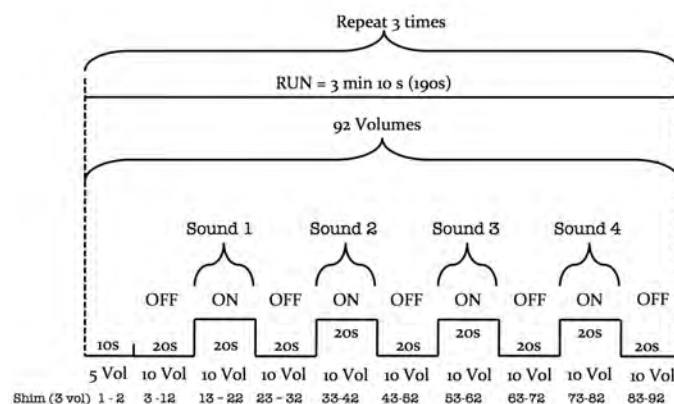 Repeat 3 times
RUN = 3 min 10 s (190s)
92 Volumes
Sound 1 Sound 2 Sound 3 Sound 4
OFF ON OFF ON OFF ON OFF ON OFF
10s 20s 20s 20s 20s 20s 20s 20s 20s 20s
5 Vol 10 Vol 10 Vol 10 Vol 10 Vol 10 Vol 10 Vol 10 Vol 10 Vol 10 Vol
Shim (3 vol) 1 - 2 3 -12 13 - 22 23 - 32 33-42 43-52 53-62 63-72 73-82 83-92